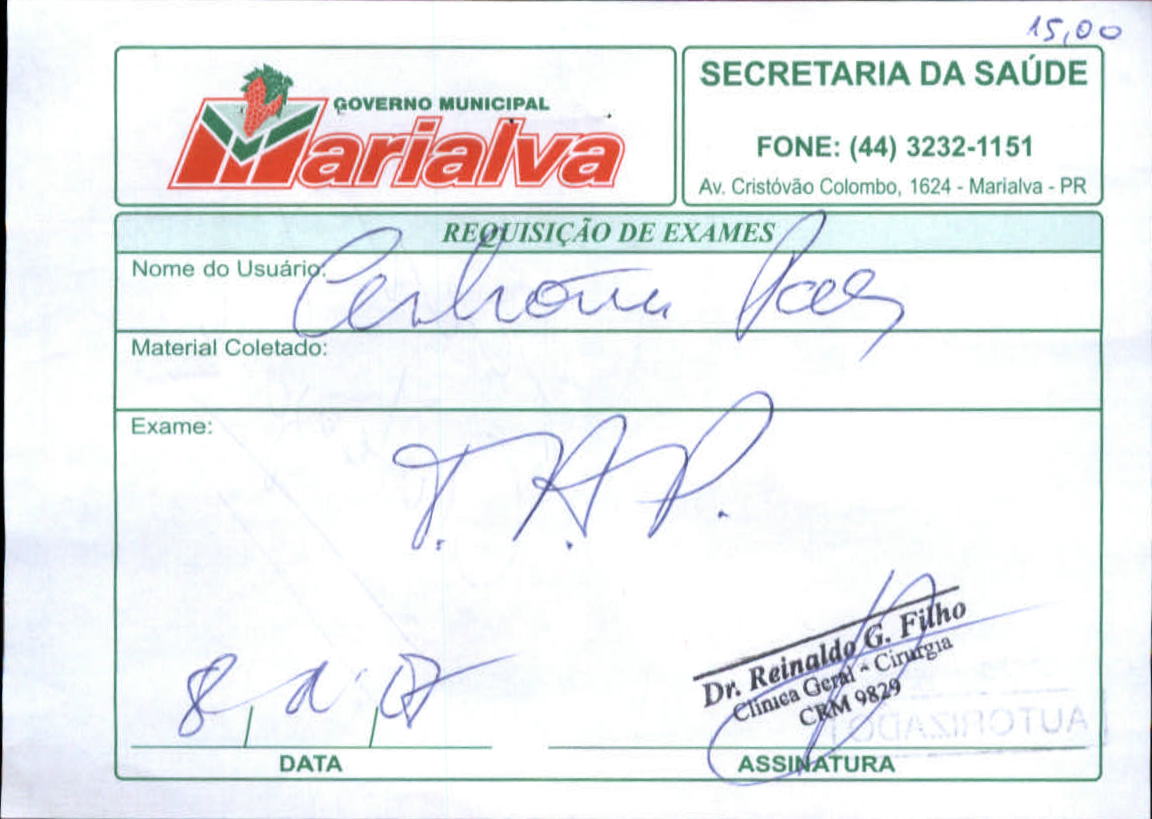 15,00
GOVERNO MUNICIPAL
Marialva
SECRETARIA DA SAÚDE
FONE: (44) 3232-1151
Av. Cristóvão Colombo, 1624 - Marialva - PR
REQUISIÇÃO DE EXAMES
Nome do Usuário:
Material Coletado:
Exame:
T.A.P.
Dr. Reinaldo G. Filho
Clínica Geral * Cirurgia
CRM 9829
AUTORIZADO
DATA
ASSINATURA